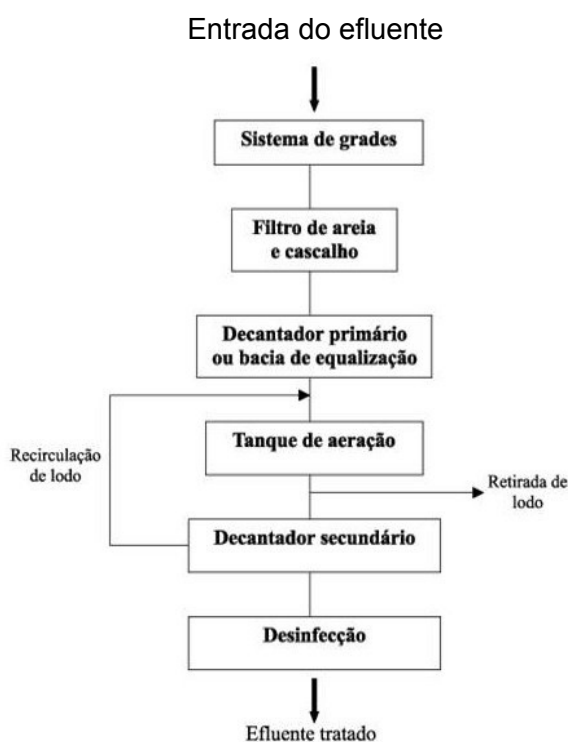 Entrada do efluente
Sistema de grades
Filtro de areia
e cascalho
Decantador primário
ou bacia de equalização
Tanque de aeração
Recirculação
de lodo
Retirada de
lodo
Decantador secundário
Desinfecção
Efluente tratado